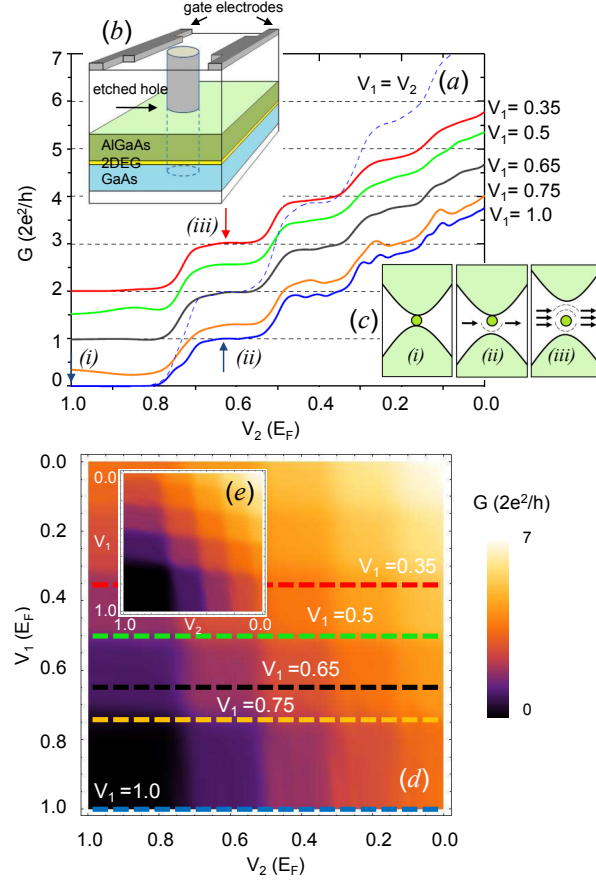 gate electrodes
(b)
etched hole
AlGaAs
2DEG
GaAs
(a)
V1 = V2
V1= 0.35
V1= 0.5
V1= 0.65
V1= 0.75
V1= 1.0
G (2e²/h)
7
6
5
4
3
2
1
0
(iii)
(i)
(ii)
(c)
(i)
(ii)
(iii)
1.0 0.8 0.6 0.4 0.2 0.0
V2 (EF)
(e)
0.0
V1
1.0
1.0 V2 0.0
V1 =0.35
V1 =0.5
V1 =0.65
V1 =0.75
V1 =1.0
(d)
V1 (EF)
0.0
0.2
0.4
0.6
0.8
1.0
1.0 0.8 0.6 0.4 0.2 0.0
V2 (EF)
G (2e²/h)
7
0